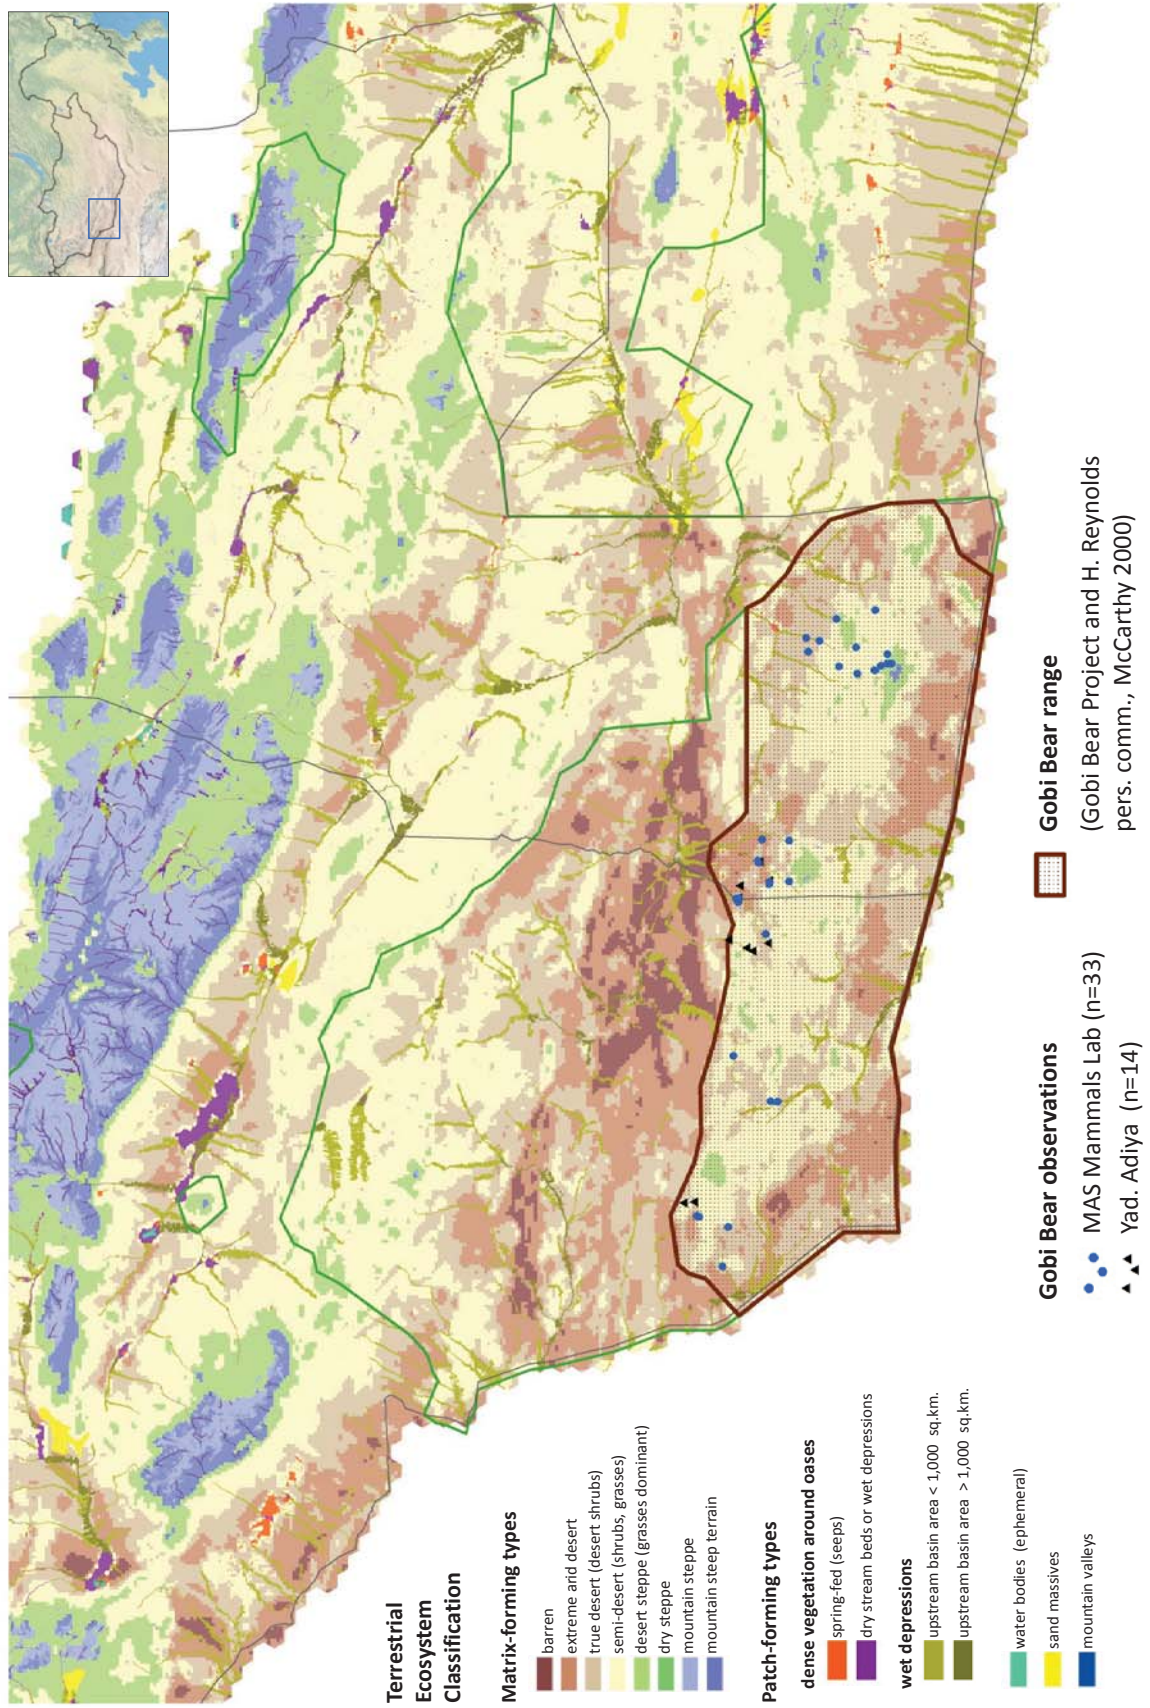 Terrestrial
Ecosystem
Classification
Matrix-forming types
barren
extreme arid desert
true desert (desert shrubs)
semi-desert (shrubs, grasses)
desert steppe (grasses dominant)
dry steppe
mountain steppe
mountain steep terrain
Patch-forming types
dense vegetation around oases
spring-fed (seeps)
dry stream beds or wet depressions
wet depressions
upstream basin area < 1,000 sq.km.
upstream basin area > 1,000 sq.km.
water bodies (ephemeral)
sand massives
mountain valleys
Gobi Bear observations
MAS Mammals Lab (n=33)
Yad. Adiya (n=14)
Gobi Bear range
(Gobi Bear Project and H. Reynolds
pers. comm., McCarthy 2000)